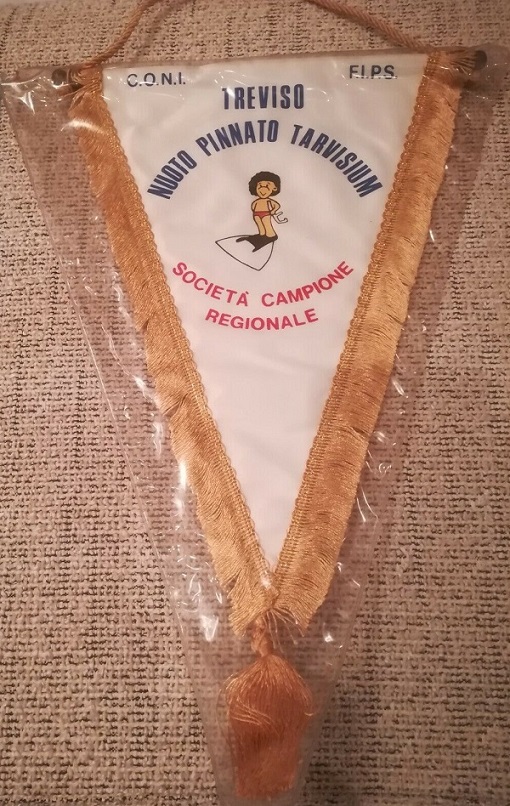 C.O.N.I. F.I.P.S.
TREVISO
NUOTO PINNATO TARVISIUM
SOCIETÀ CAMPIONE
REGIONALE